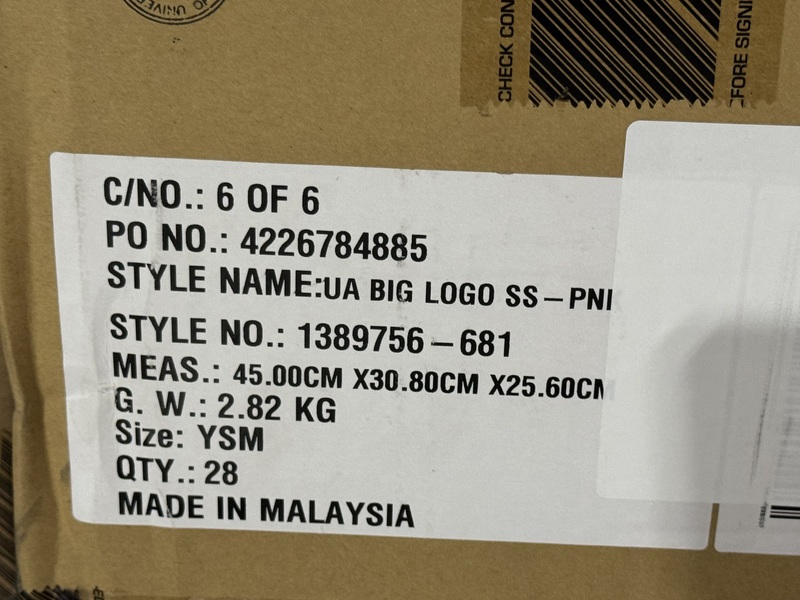 CHECK CON
FORE SIGNI
C/NO.: 6 OF 6
PO NO.: 4226784885
STYLE NAME:UA BIG LOGO SS–PNI
STYLE NO.: 1389756–681
MEAS.: 45.00CM X30.80CM X25.60CM
G. W.: 2.82 KG
Size: YSM
QTY.: 28
MADE IN MALAYSIA